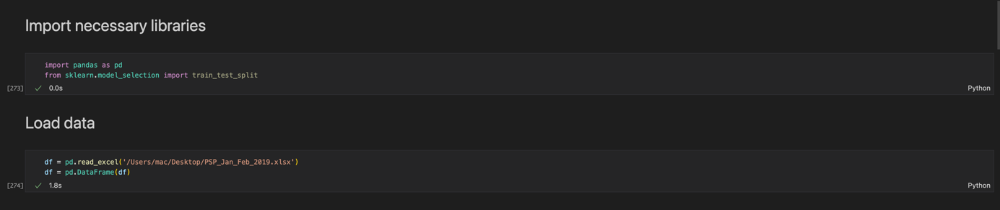 Import necessary libraries
import pandas as pd
from sklearn.model_selection import train_test_split
[273] 0.0s Python
Load data
df = pd.read_excel('/Users/mac/Desktop/PSP_Jan_Feb_2019.xlsx')
df = pd.DataFrame(df)
[274] 1.8s Python